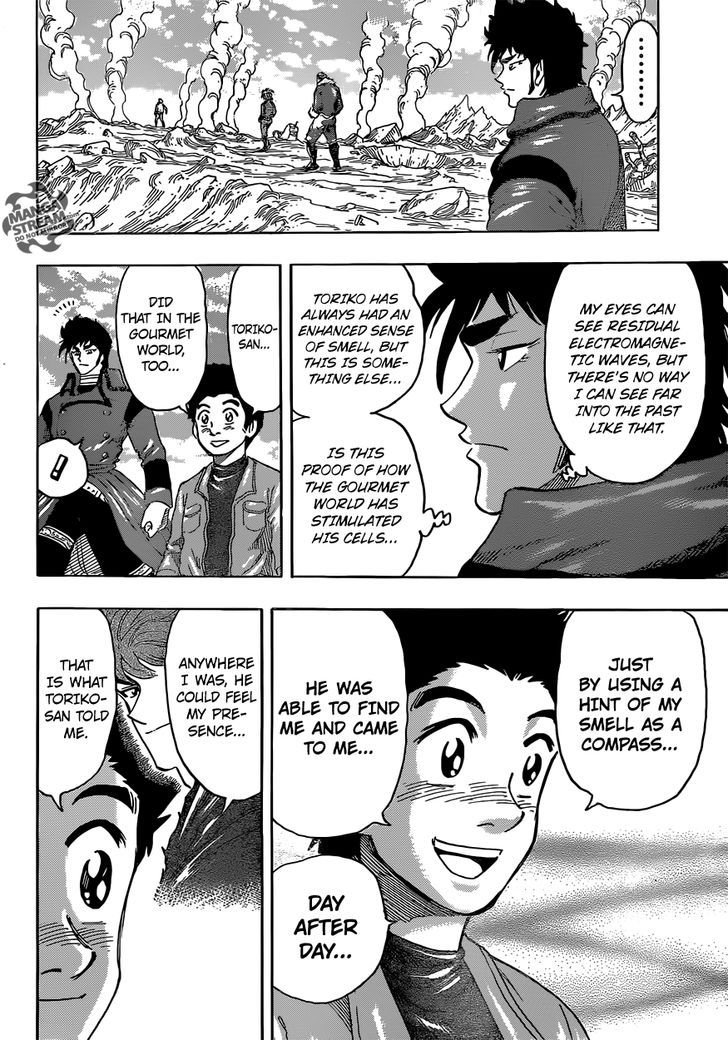 .........
MY EYES CAN
SEE RESIDUAL
ELECTROMAGNE-
TIC WAVES, BUT
THERE'S NO WAY
I CAN SEE FAR
INTO THE PAST
LIKE THAT.
TORIKO HAS
ALWAYS HAD AN
ENHANCED SENSE
OF SMELL, BUT
THIS IS SOME-
THING ELSE...
IS THIS
PROOF OF HOW
THE GOURMET
WORLD HAS
STIMULATED
HIS CELLS...
TORIKO-
SAN...
DID
THAT IN THE
GOURMET
WORLD,
TOO...
!
JUST
BY USING A
HINT OF MY
SMELL AS A
COMPASS...
HE WAS
ABLE TO FIND
ME AND CAME
TO ME...
DAY
AFTER
DAY...
ANYWHERE
I WAS, HE
COULD FEEL
MY PRE-
SENCE...
THAT
IS WHAT
TORIKO-
SAN TOLD
ME.
MANGA
STREAM